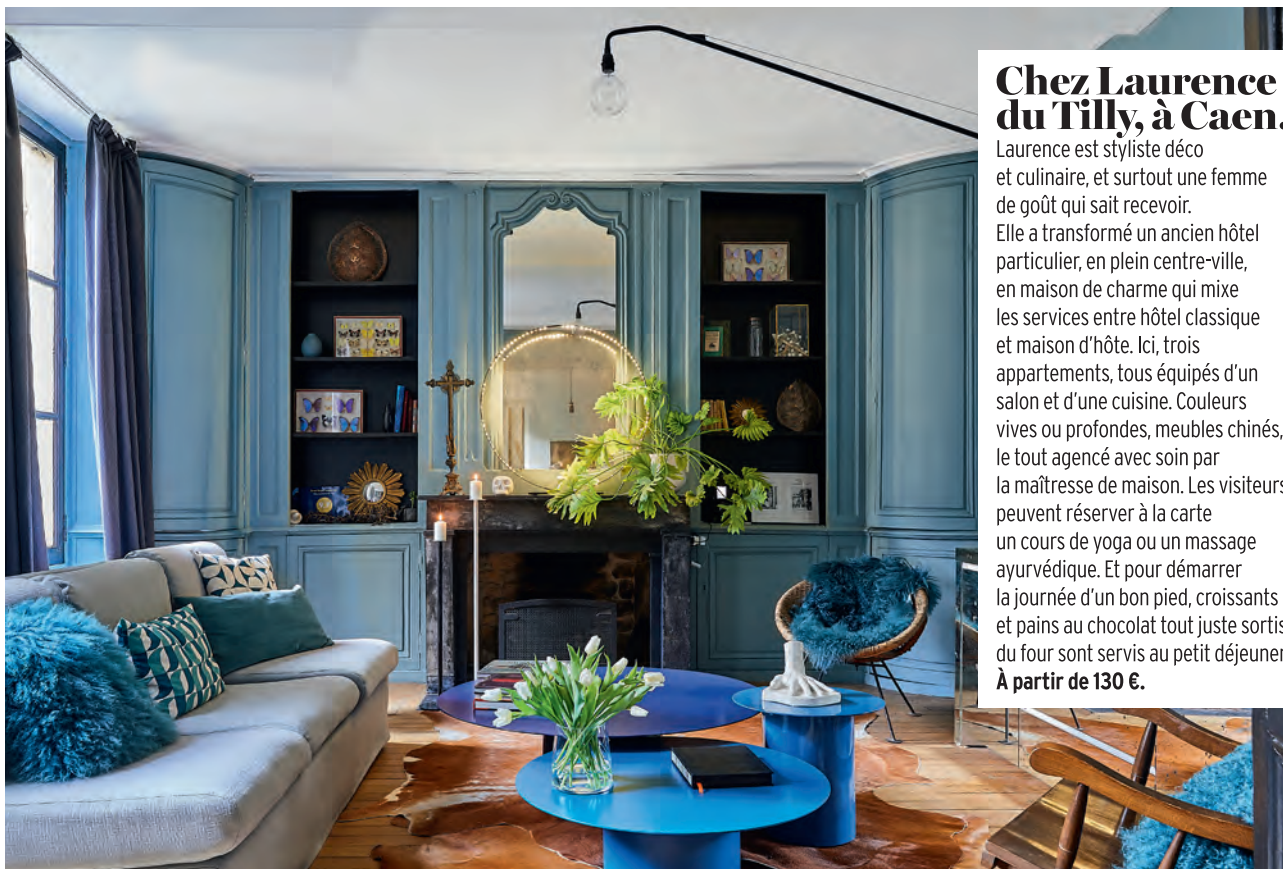 Chez Laurence
du Tilly, à Caen.
Laurence est styliste déco
et culinaire, et surtout une femme
de goût qui sait recevoir.
Elle a transformé un ancien hôtel
particulier, en plein centre-ville,
en maison de charme qui mixe
les services entre hôtel classique
et maison d'hôte. Ici, trois
appartements, tous équipés d'un
salon et d'une cuisine. Couleurs
vives ou profondes, meubles chinés,
le tout agencé avec soin par
la maîtresse de maison. Les visiteurs
peuvent réserver à la carte
un cours de yoga ou un massage
ayurvédique. Et pour démarrer
la journée d'un bon pied, croissants
et pains au chocolat tout juste sortis
du four sont servis au petit déjeuner
À partir de 130 €.